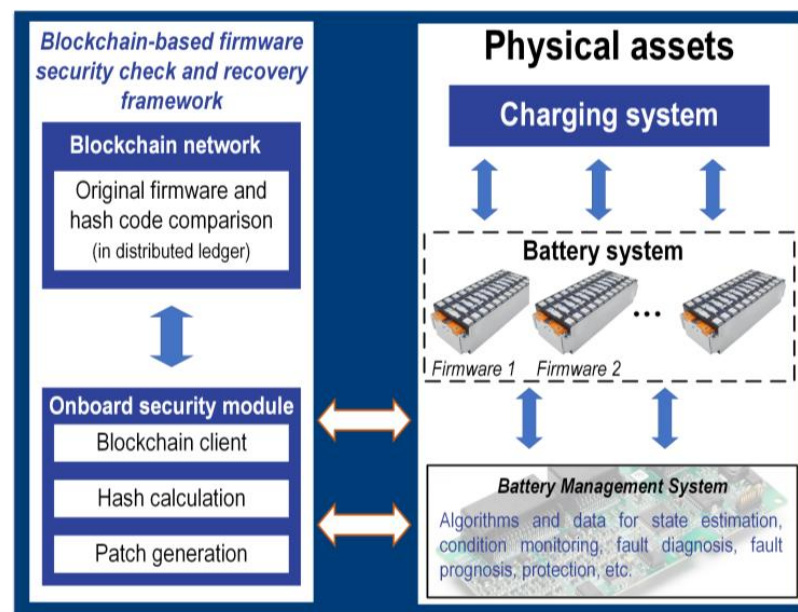 Blockchain-based firmware
security check and recovery
framework
Blockchain network
Original firmware and
hash code comparison
(in distributed ledger)
Onboard security module
Blockchain client
Hash calculation
Patch generation
Physical assets
Charging system
Battery system
...
Firmware 1 Firmware 2
Battery Management System
Algorithms and data for state estimation,
condition monitoring, fault diagnosis, fault
prognosis, protection, etc.